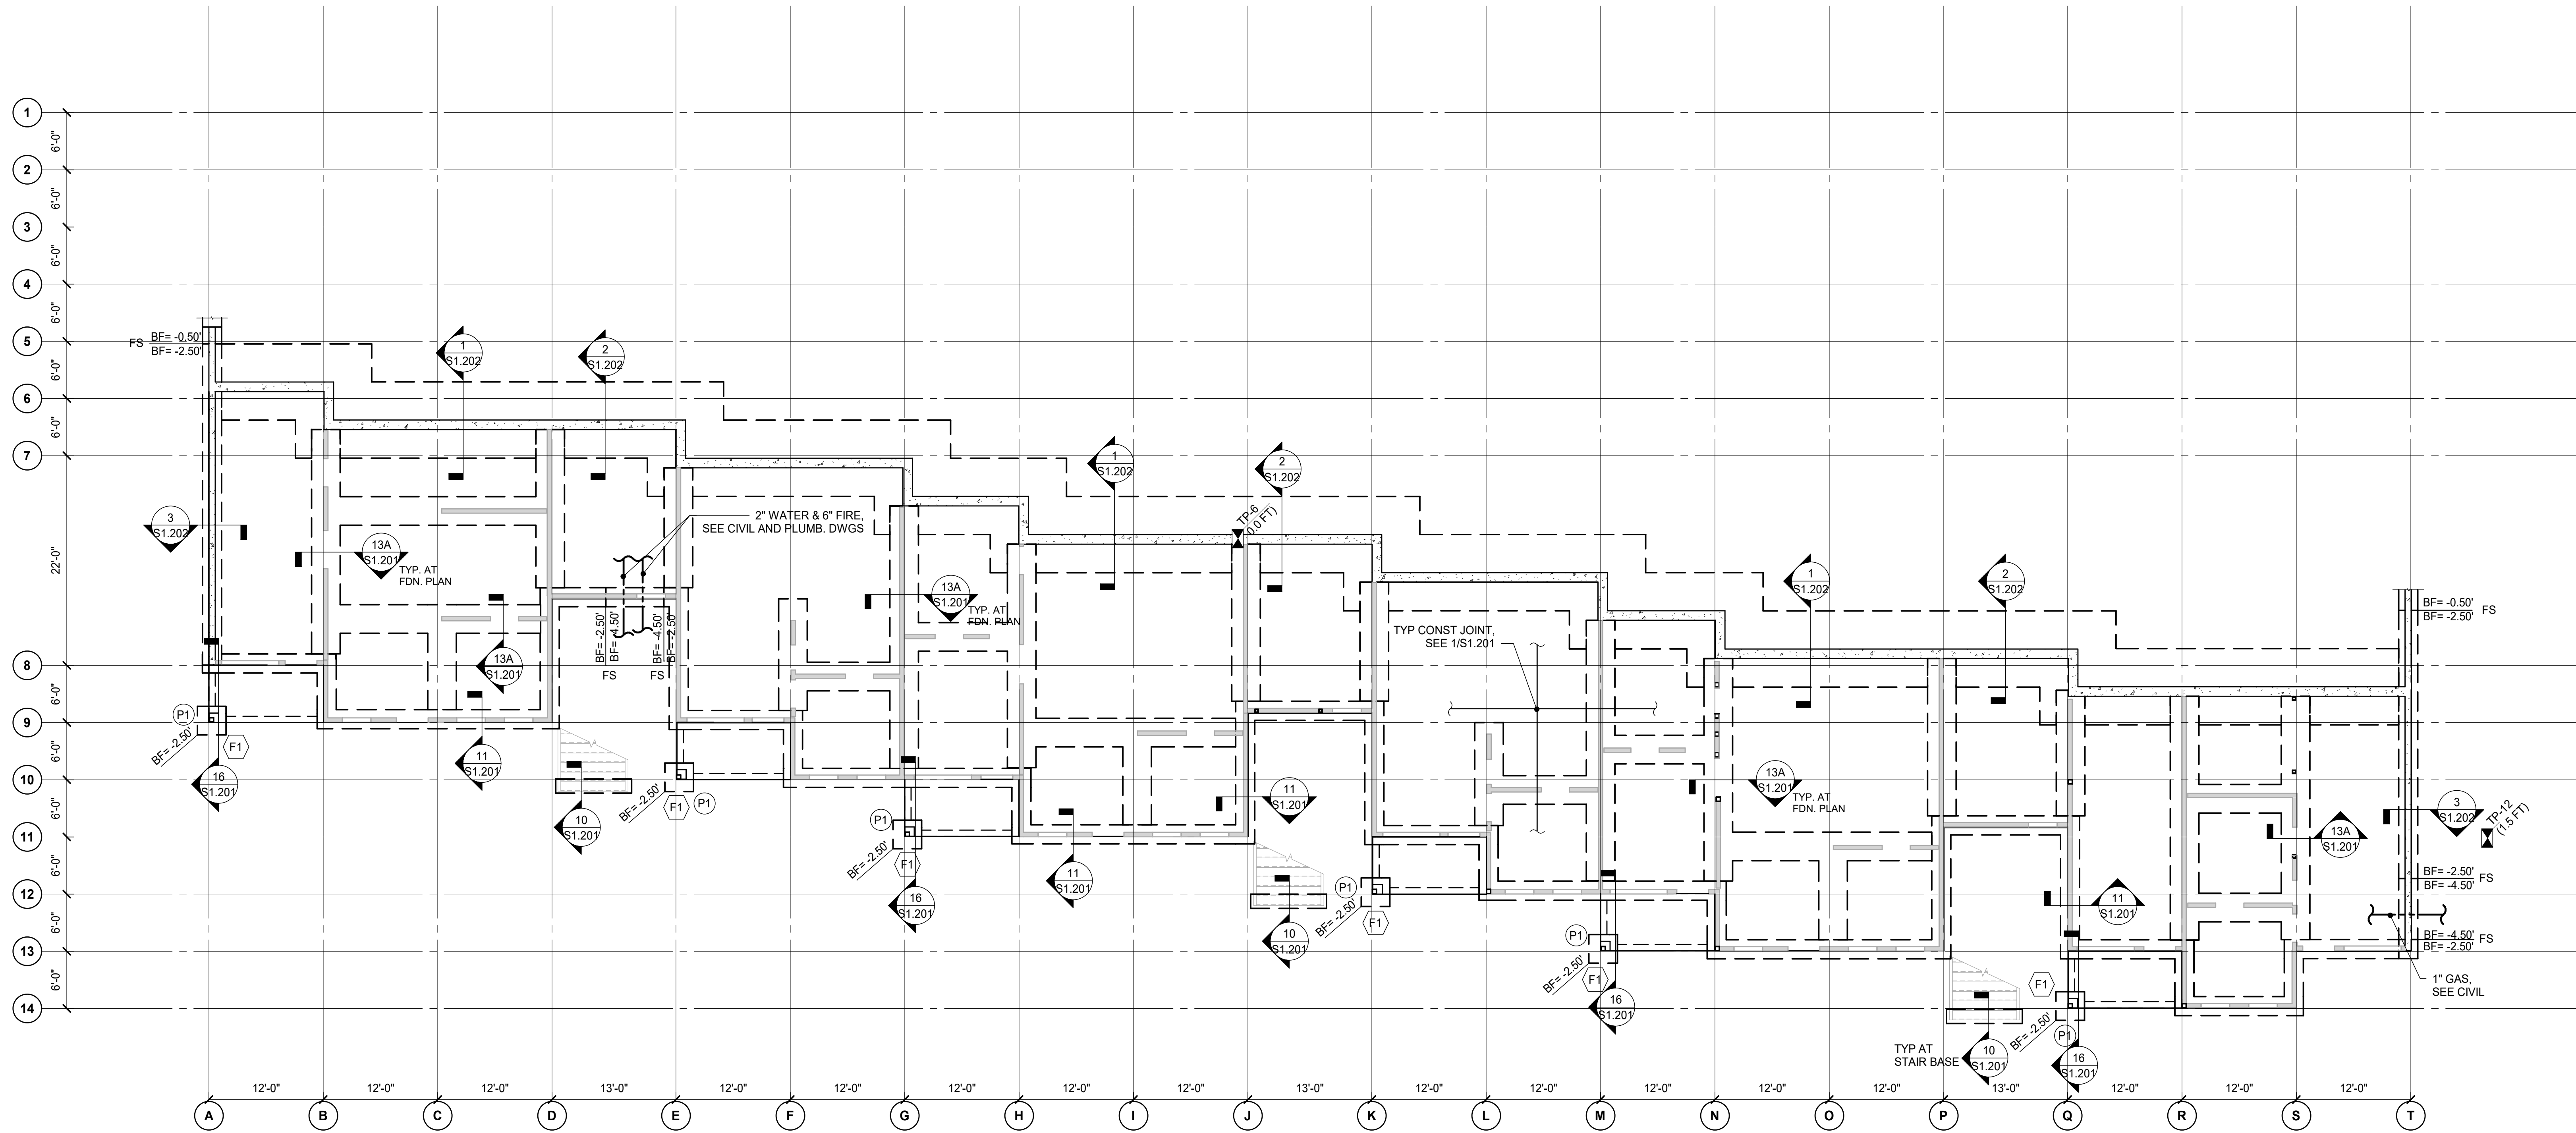 1
6'-0"
2
6'-0"
3
6'-0"
4
6'-0"
5
6'-0"
6
6'-0"
7
22'-0"
8
6'-0"
9
6'-0"
10
6'-0"
11
6'-0"
12
6'-0"
13
6'-0"
14
FS
BF= -0.50'
BF= -2.50'
1
S1.202
2
S1.202
3
S1.202
13A
S1.201
TYP. AT
FDN. PLAN
2" WATER & 6" FIRE,
SEE CIVIL AND PLUMB. DWGS
13A
S1.201
BF= -2.50'
BF= -4.50'
FS
BF= -4.50'
BF= -2.50'
FS
P1
BF= -2.50'
F1
16
S1.201
11
S1.201
10
S1.201
BF= -2.50'
F1
P1
13A
S1.201
TYP. AT
FDN. PLAN
1
S1.202
TP-6
(0.0 FT)
2
S1.202
P1
BF= -2.50'
F1
16
S1.201
11
S1.201
11
S1.201
10
S1.201
P1
BF= -2.50'
F1
TYP CONST JOINT,
SEE 1/S1.201
1
S1.202
2
S1.202
13A
S1.201
TYP. AT
FDN. PLAN
P1
BF= -2.50'
F1
16
S1.201
11
S1.201
TYP AT
STAIR BASE
10
S1.201
F1
BF= -2.50'
P1
16
S1.201
13A
S1.201
BF= -0.50'
BF= -2.50'
FS
3
S1.202
TP-12
(1.5 FT)
BF= -2.50'
BF= -4.50'
FS
BF= -4.50'
BF= -2.50'
FS
1" GAS,
SEE CIVIL
12'-0"
12'-0"
12'-0"
13'-0"
12'-0"
12'-0"
12'-0"
12'-0"
12'-0"
13'-0"
12'-0"
12'-0"
12'-0"
12'-0"
12'-0"
13'-0"
12'-0"
12'-0"
12'-0"
A
B
C
D
E
F
G
H
I
J
K
L
M
N
O
P
Q
R
S
T